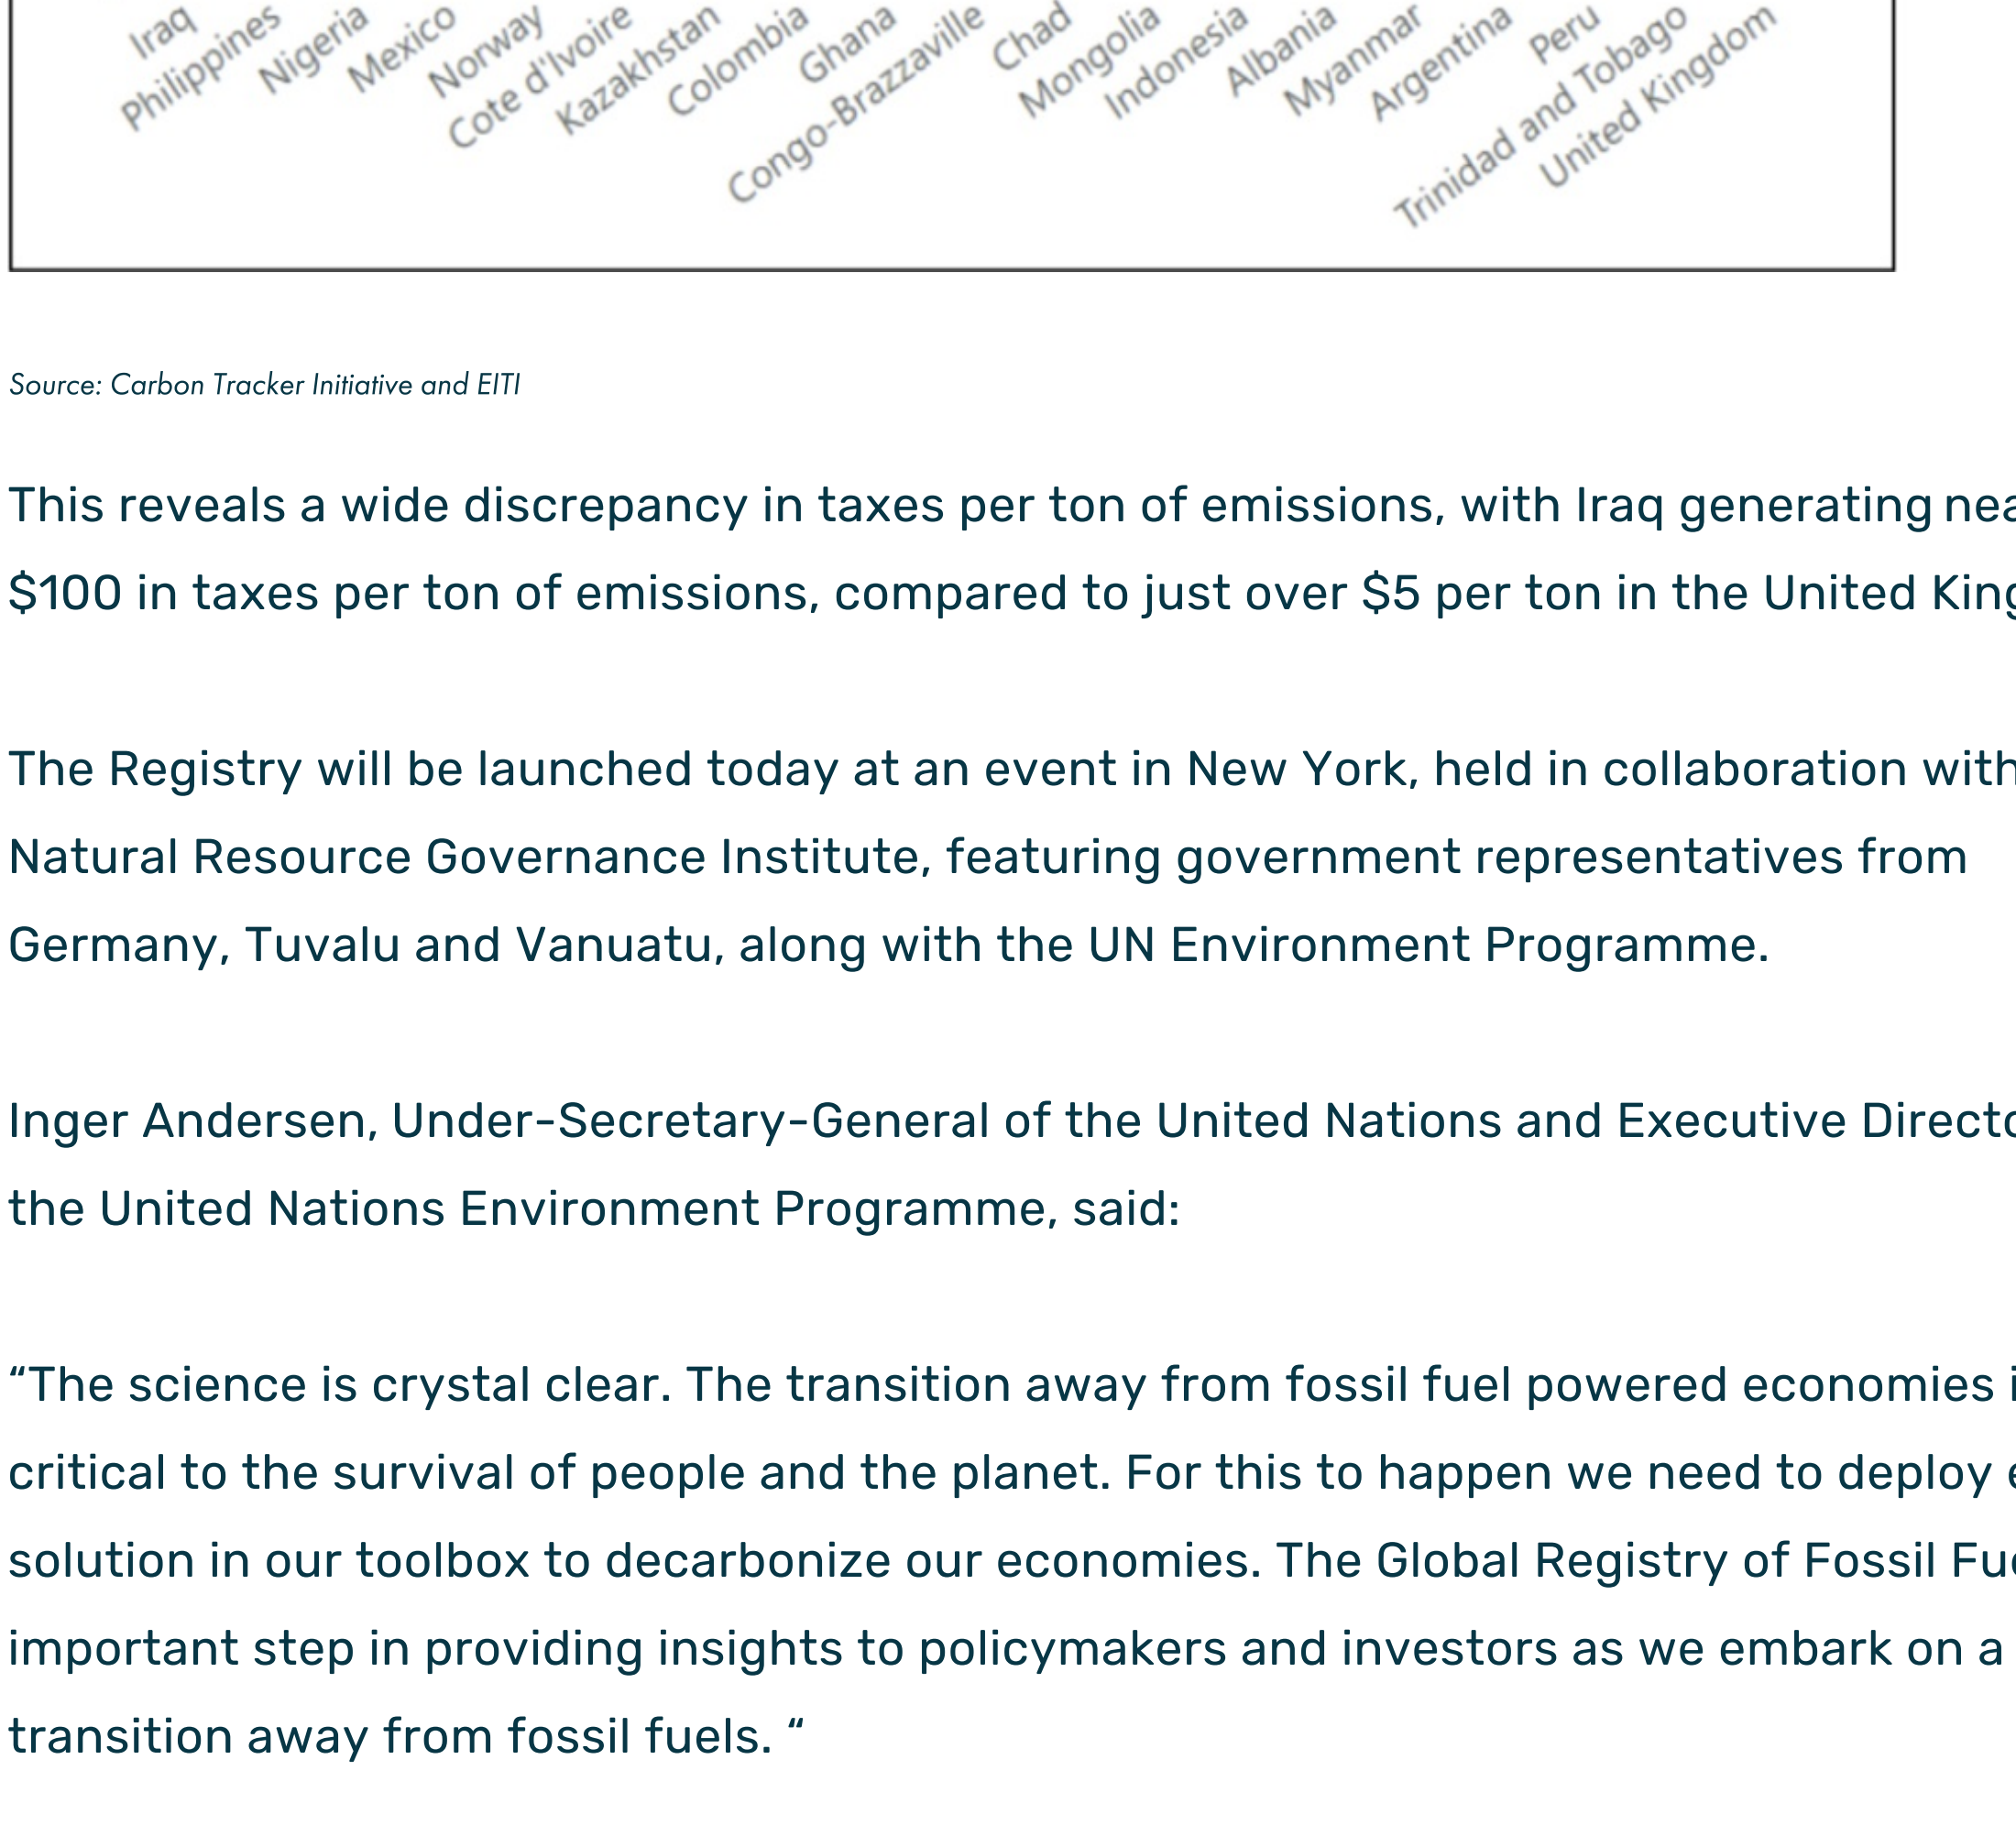 Iraq
Philippines
Nigeria
Mexico
Norway
Cote d'Ivoire
Kazakhstan
Colombia
Ghana
Congo-Brazzaville
Chad
Mongolia
Indonesia
Albania
Myanmar
Argentina
Peru
Trinidad and Tobago
United Kingdom
Source: Carbon Tracker Initiative and EITI
This reveals a wide discrepancy in taxes per ton of emissions, with Iraq generating
$100 in taxes per ton of emissions, compared to just over $5 per ton in the United
The Registry will be launched today at an event in New York, held in collaboration with
Natural Resource Governance Institute, featuring government representatives from
Germany, Tuvalu and Vanuatu, along with the UN Environment Programme.
Inger Andersen, Under-Secretary-General of the United Nations and Executive
the United Nations Environment Programme, said:
“The science is crystal clear. The transition away from fossil fuel powered economies
critical to the survival of people and the planet. For this to happen we need to deploy
solution in our toolbox to decarbonize our economies. The Global Registry of Fossil
important step in providing insights to policymakers and investors as we embark on a
transition away from fossil fuels. “